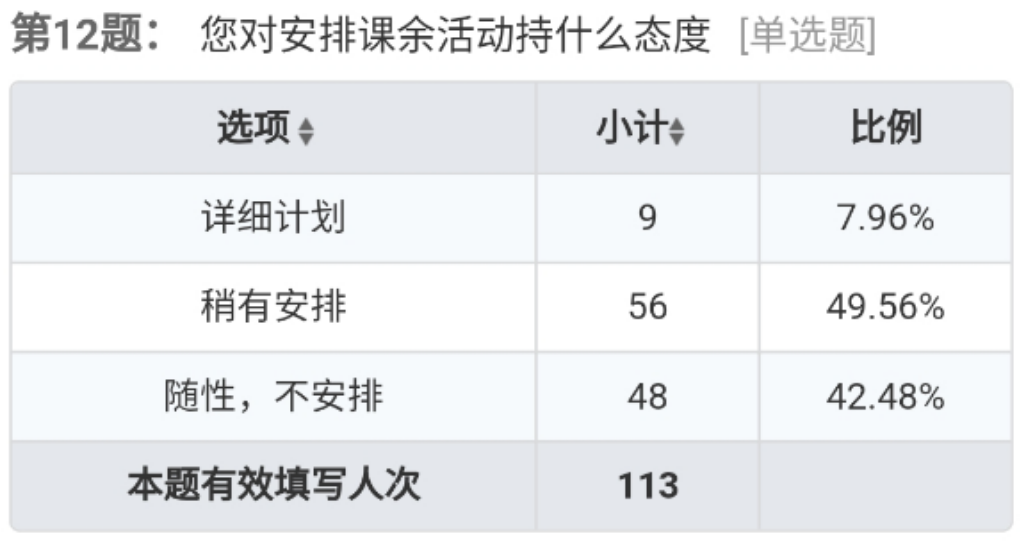 第12题： 您对安排课余活动持什么态度 [单选题]
选项 小计 比例
详细计划 9 7.96%
稍有安排 56 49.56%
随性，不安排 48 42.48%
本题有效填写人次 113